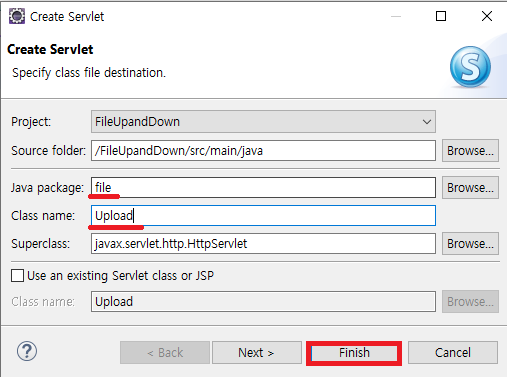 Create Servlet
Create Servlet
Specify class file destination.
S
Project: FileUpandDown
Source folder: /FileUpandDown/src/main/java Browse...
Java package: file Browse...
Class name: Upload
Superclass: javax.servlet.http.HttpServlet Browse...
Use an existing Servlet class or JSP
Class name: Upload Browse...
? < Back Next > Finish Cancel